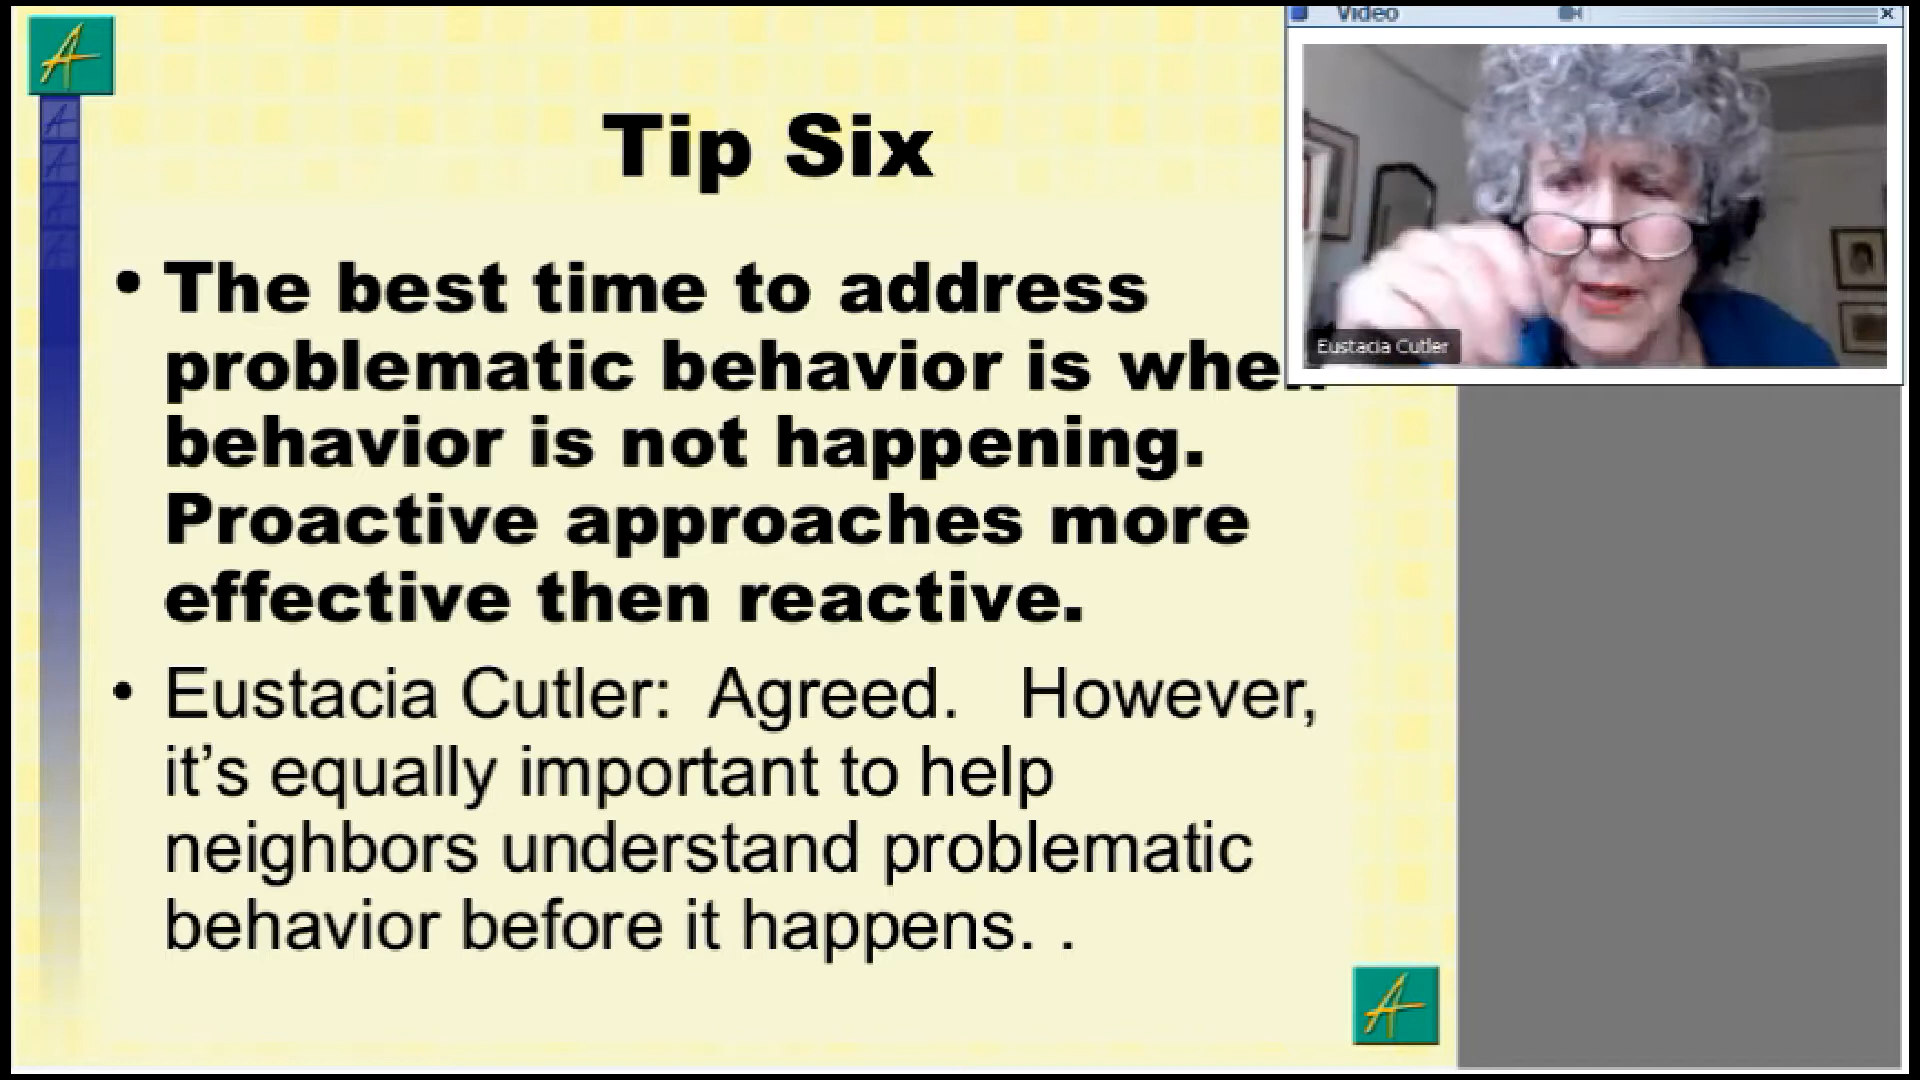 Video
Tip Six
• The best time to address
problematic behavior is when
behavior is not happening.
Proactive approaches more
effective then reactive.
• Eustacia Cutler: Agreed. However,
it’s equally important to help
neighbors understand problematic
behavior before it happens. .
Eustacia Cutler